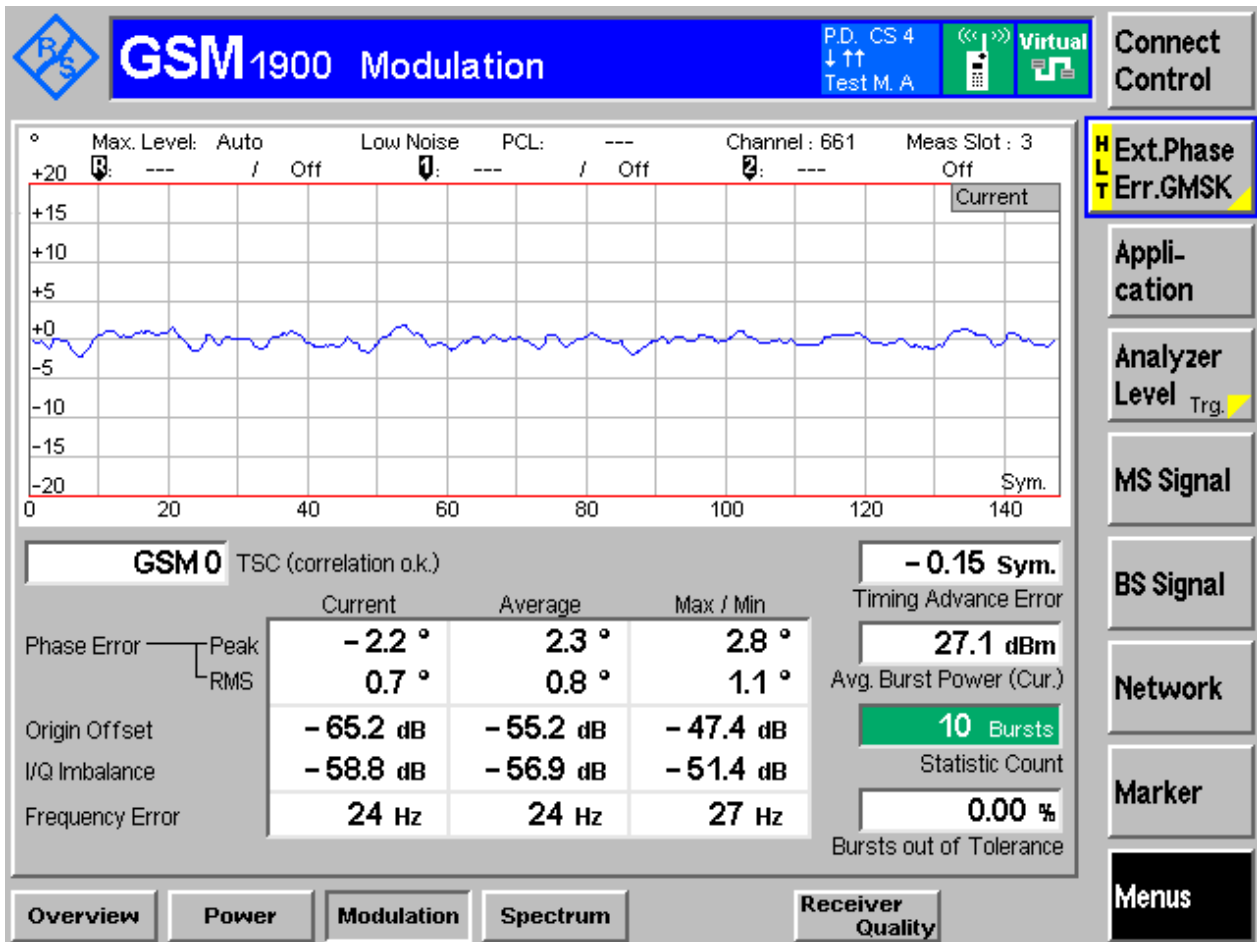 R/S
GSM 1900 Modulation
P.D. CS 4
↓ ↑↑
Test M. A
Virtual
Connect
Control
° Max. Level: Auto Low Noise PCL: --- Channel : 661 Meas Slot : 3
R: --- / Off 1: --- / Off 2: --- Off
Current
+20
+15
+10
+5
+0
-5
-10
-15
-20
Sym.
0 20 40 60 80 100 120 140
GSM 0 TSC (correlation o.k.)
Current Average Max / Min
Phase Error Peak - 2.2 ° 2.3 ° 2.8 °
RMS 0.7 ° 0.8 ° 1.1 °
Origin Offset - 65.2 dB - 55.2 dB - 47.4 dB
I/Q Imbalance - 58.8 dB - 56.9 dB - 51.4 dB
Frequency Error 24 Hz 24 Hz 27 Hz
- 0.15 Sym.
Timing Advance Error
27.1 dBm
Avg. Burst Power (Cur.)
10 Bursts
Statistic Count
0.00 %
Bursts out of Tolerance
HLT
Ext.Phase
Err.GMSK
Appli-
cation
Analyzer
Level Trg.
MS Signal
BS Signal
Network
Marker
Menus
Overview Power Modulation Spectrum Receiver
Quality